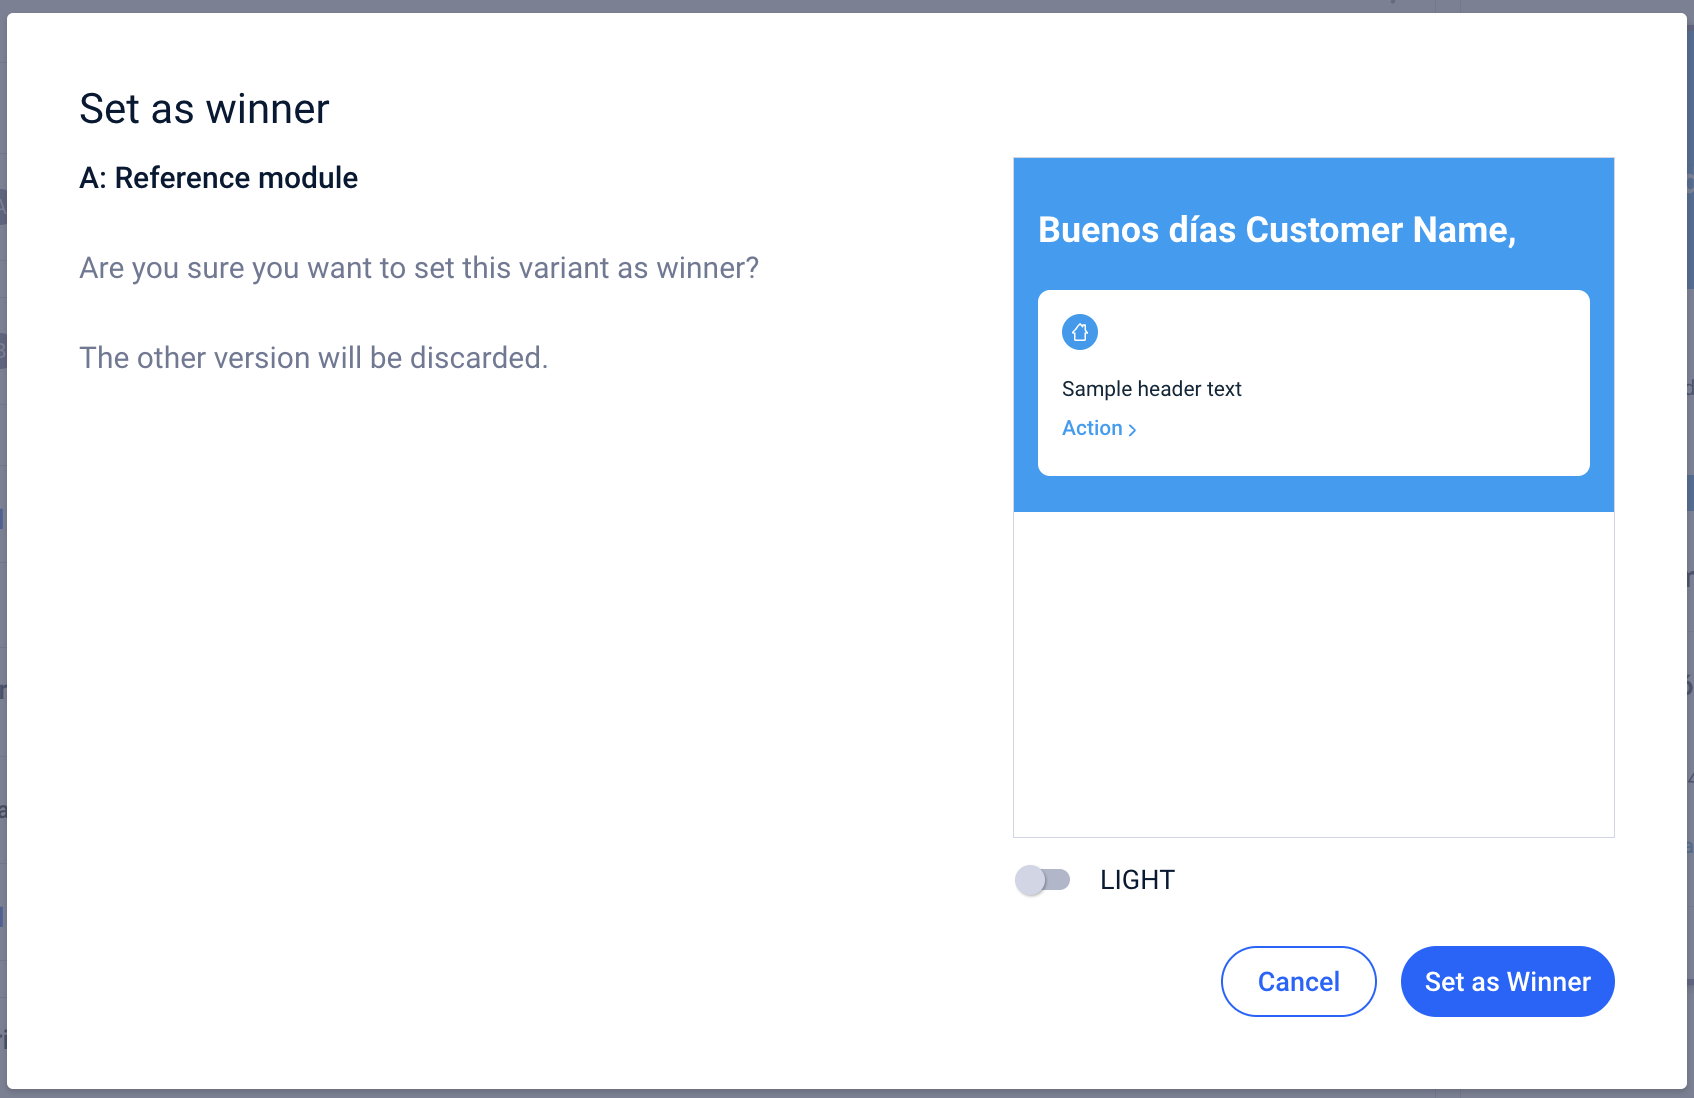 Set as winner
A: Reference module
Are you sure you want to set this variant as winner?
The other version will be discarded.
Buenos días Customer Name,
Sample header text
Action
LIGHT
Cancel
Set as Winner